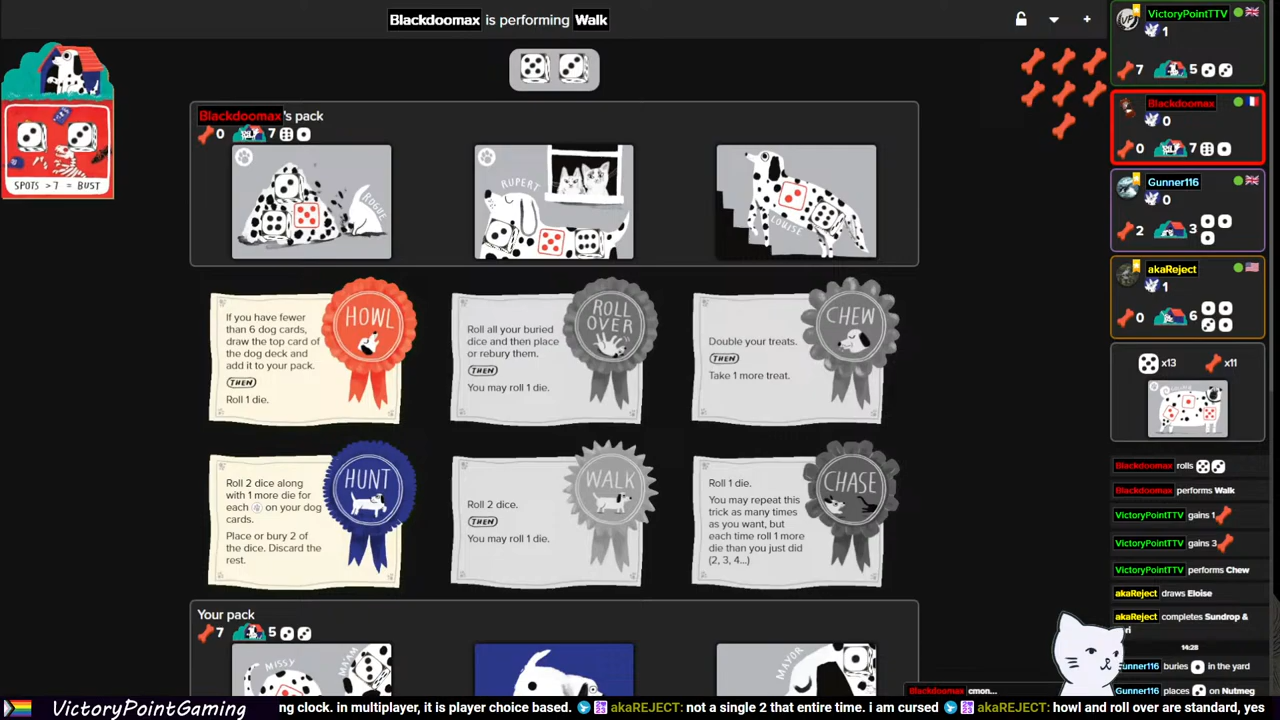 Blackdoomax is performing Walk
SPOTS >7 = BUST
Blackdoomax's pack
0 7
ROGUE
RUPERT
LOUISE
If you have fewer
than 6 dog cards,
draw the top card of
the dog deck and
add it to your pack.
THEN
Roll 1 die.
HOWL
Roll all your buried
dice and then place
or rebury them.
THEN
You may roll 1 die.
ROLL
OVER
Double your treats.
THEN
Take 1 more treat.
CHEW
Roll 2 dice along
with 1 more die for
each on your dog
cards.
Place or bury 2 of
the dice. Discard the
rest.
HUNT
Roll 2 dice.
THEN
You may roll 1 die.
WALK
Roll 1 die.
You may repeat this
trick as many times
as you want, but
each time roll 1 more
die than you just did
(2, 3, 4...)
CHASE
Your pack
7 5
MISSY
MA'AM
MAYOR
VictoryPointTTV
1
7 5
Blackdoomax
0
0 7
Gunner116
0
2 3
akaReject
1
0 6
x13 x11
Blackdoomax rolls
Blackdoomax performs Walk
VictoryPointTTV gains 1
VictoryPointTTV gains 3
VictoryPointTTV performs Chew
akaReject draws Eloise
akaReject completes Sundrop &
14:28
Gunner116 buries in the yard
Gunner116 places on Nutmeg
Blackdoomax cmon...
VictoryPointGaming
ng clock. in multiplayer, it is player choice based. akaREJECT: not a single 2 that entire time. i am cursed akaREJECT: howl and roll over are standard, yes